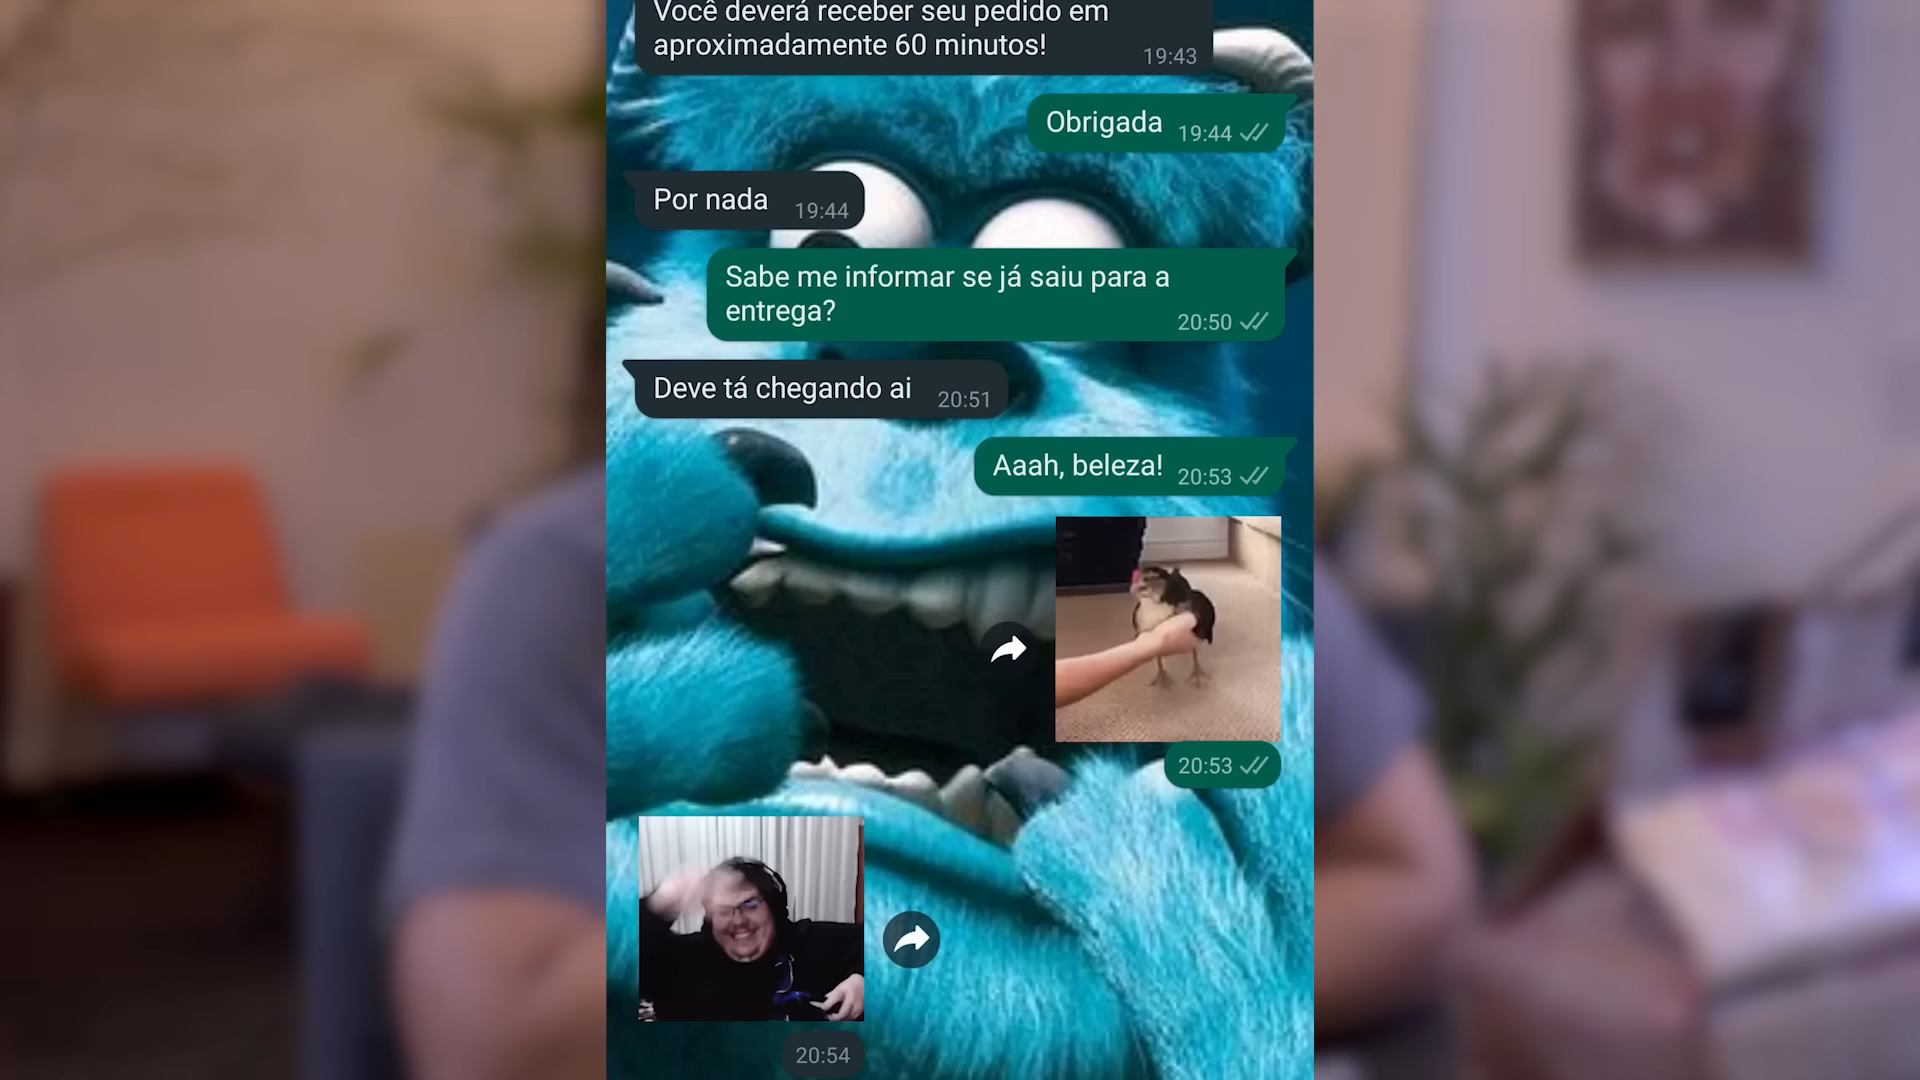 Você deverá receber seu pedido em
aproximadamente 60 minutos!
19:43
Obrigada 19:44
Por nada 19:44
Sabe me informar se já saiu para a
entrega?
20:50
Deve tá chegando ai 20:51
Aaah, beleza! 20:53
20:53
20:54